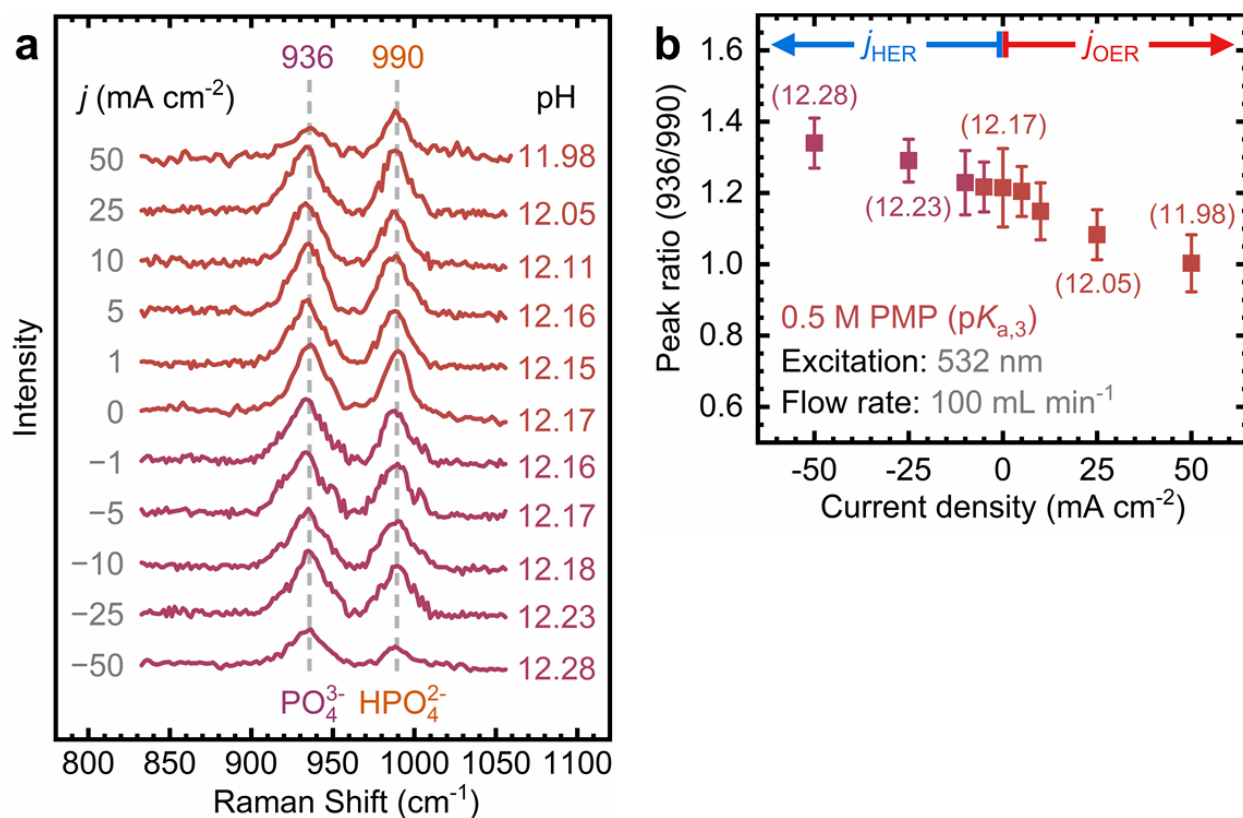 a
936 990
j (mA cm⁻²) pH
50 11.98
25 12.05
10 12.11
5 12.16
1 12.15
0 12.17
−1 12.16
−5 12.17
−10 12.18
−25 12.23
−50 12.28
PO₄³⁻ HPO₄²⁻
Intensity
800 850 900 950 1000 1050 1100
Raman Shift (cm⁻¹)
b
j_HER j_OER
1.6
1.4
1.2
1.0
0.8
0.6
Peak ratio (936/990)
(12.28)
(12.17)
(12.23)
(11.98)
(12.05)
0.5 M PMP (pKₐ,₃)
Excitation: 532 nm
Flow rate: 100 mL min⁻¹
-50 -25 0 25 50
Current density (mA cm⁻²)